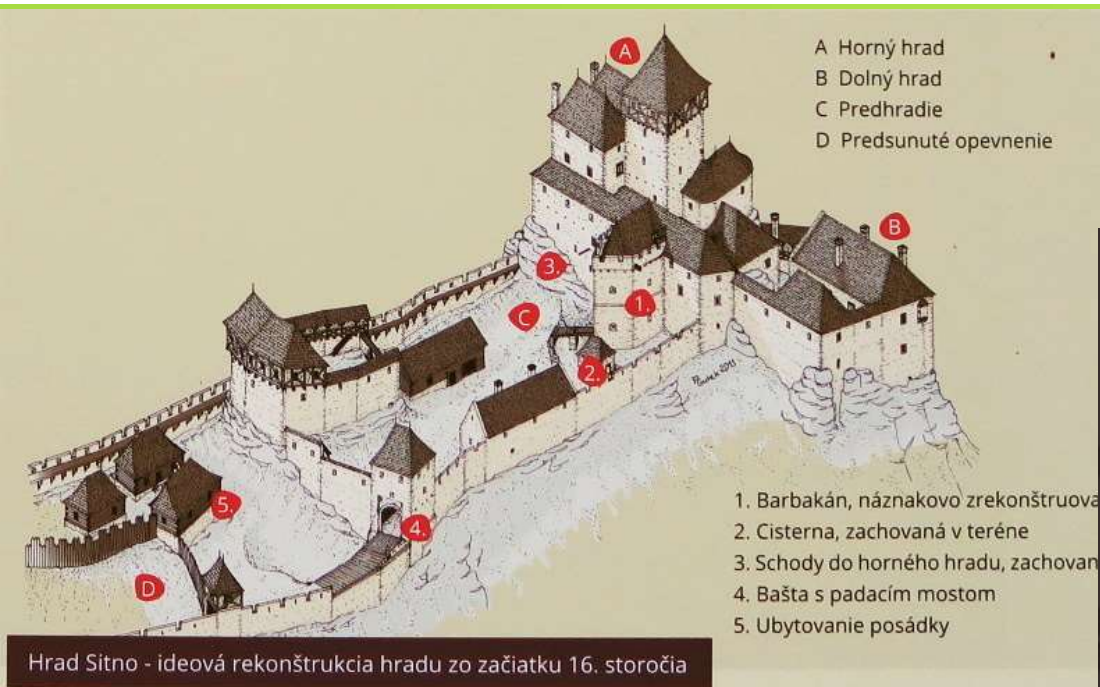 A Horný hrad
B Dolný hrad
C Predhradie
D Predsunuté opevnenie
A
B
3.
C
1.
2.
5.
4.
D
1. Barbakán, náznakovo
2. Cisterna, zachovaná v teréne
3. Schody do horného hradu,
4. Bašta s padacím mostom
5. Ubytovanie posádky
Hrad Sitno - ideová rekonštrukcia hradu zo začiatku 16. storočia